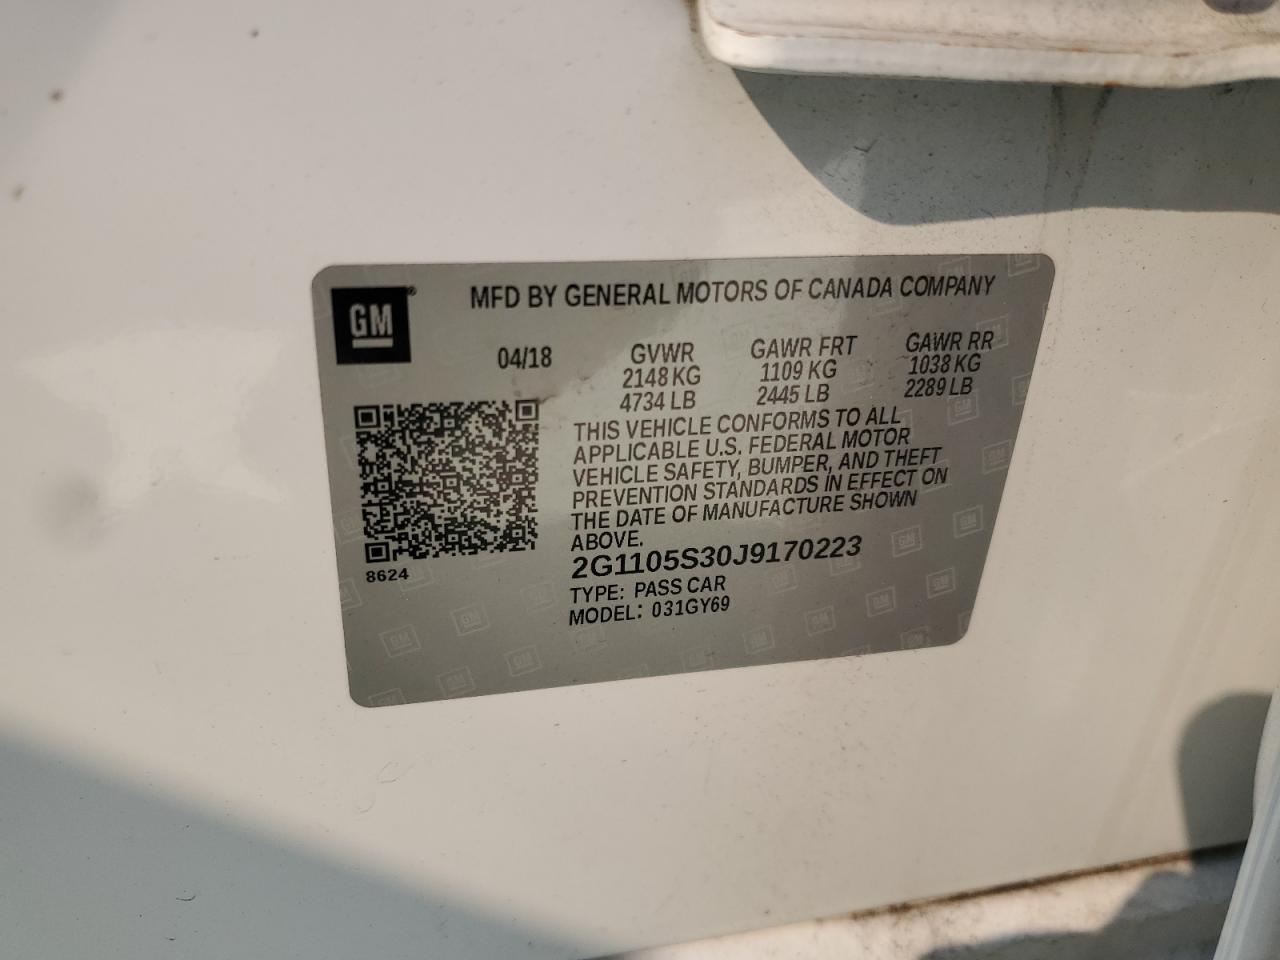 GM
MFD BY GENERAL MOTORS OF CANADA COMPANY
04/18 GVWR GAWR FRT GAWR RR
2148 KG 1109 KG 1038 KG
4734 LB 2445 LB 2289 LB
THIS VEHICLE CONFORMS TO ALL
APPLICABLE U.S. FEDERAL MOTOR
VEHICLE SAFETY, BUMPER, AND THEFT
PREVENTION STANDARDS IN EFFECT ON
THE DATE OF MANUFACTURE SHOWN
ABOVE.
2G1105S30J9170223
8624
TYPE: PASS CAR
MODEL: 031GY69